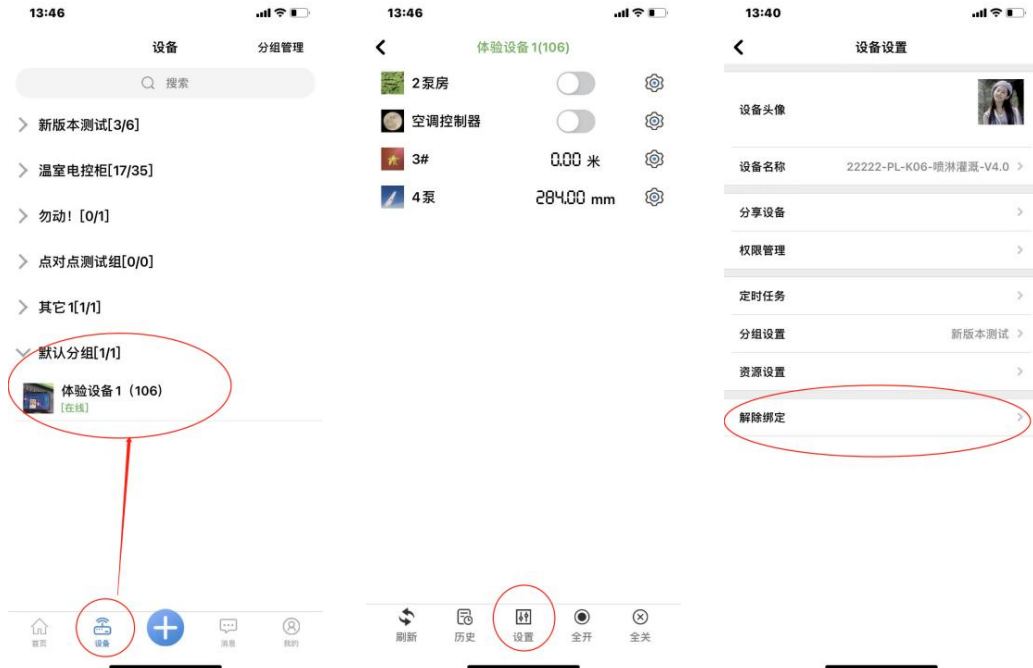 13:46
设备
分组管理
搜索
新版本测试[3/6]
温室电控柜[17/35]
勿动！[0/1]
点对点测试组[0/0]
其它1[1/1]
默认分组[1/1]
体验设备1（106）
[在线]
首页
设备
消息
我的
13:46
体验设备1(106)
2泵房
空调控制器
3#
0.00 米
4泵
284.00 mm
刷新
历史
设置
全开
全关
13:40
设备设置
设备头像
设备名称
22222-PL-K06-喷淋灌溉-V4.0
分享设备
权限管理
定时任务
分组设置
新版本测试
资源设置
解除绑定